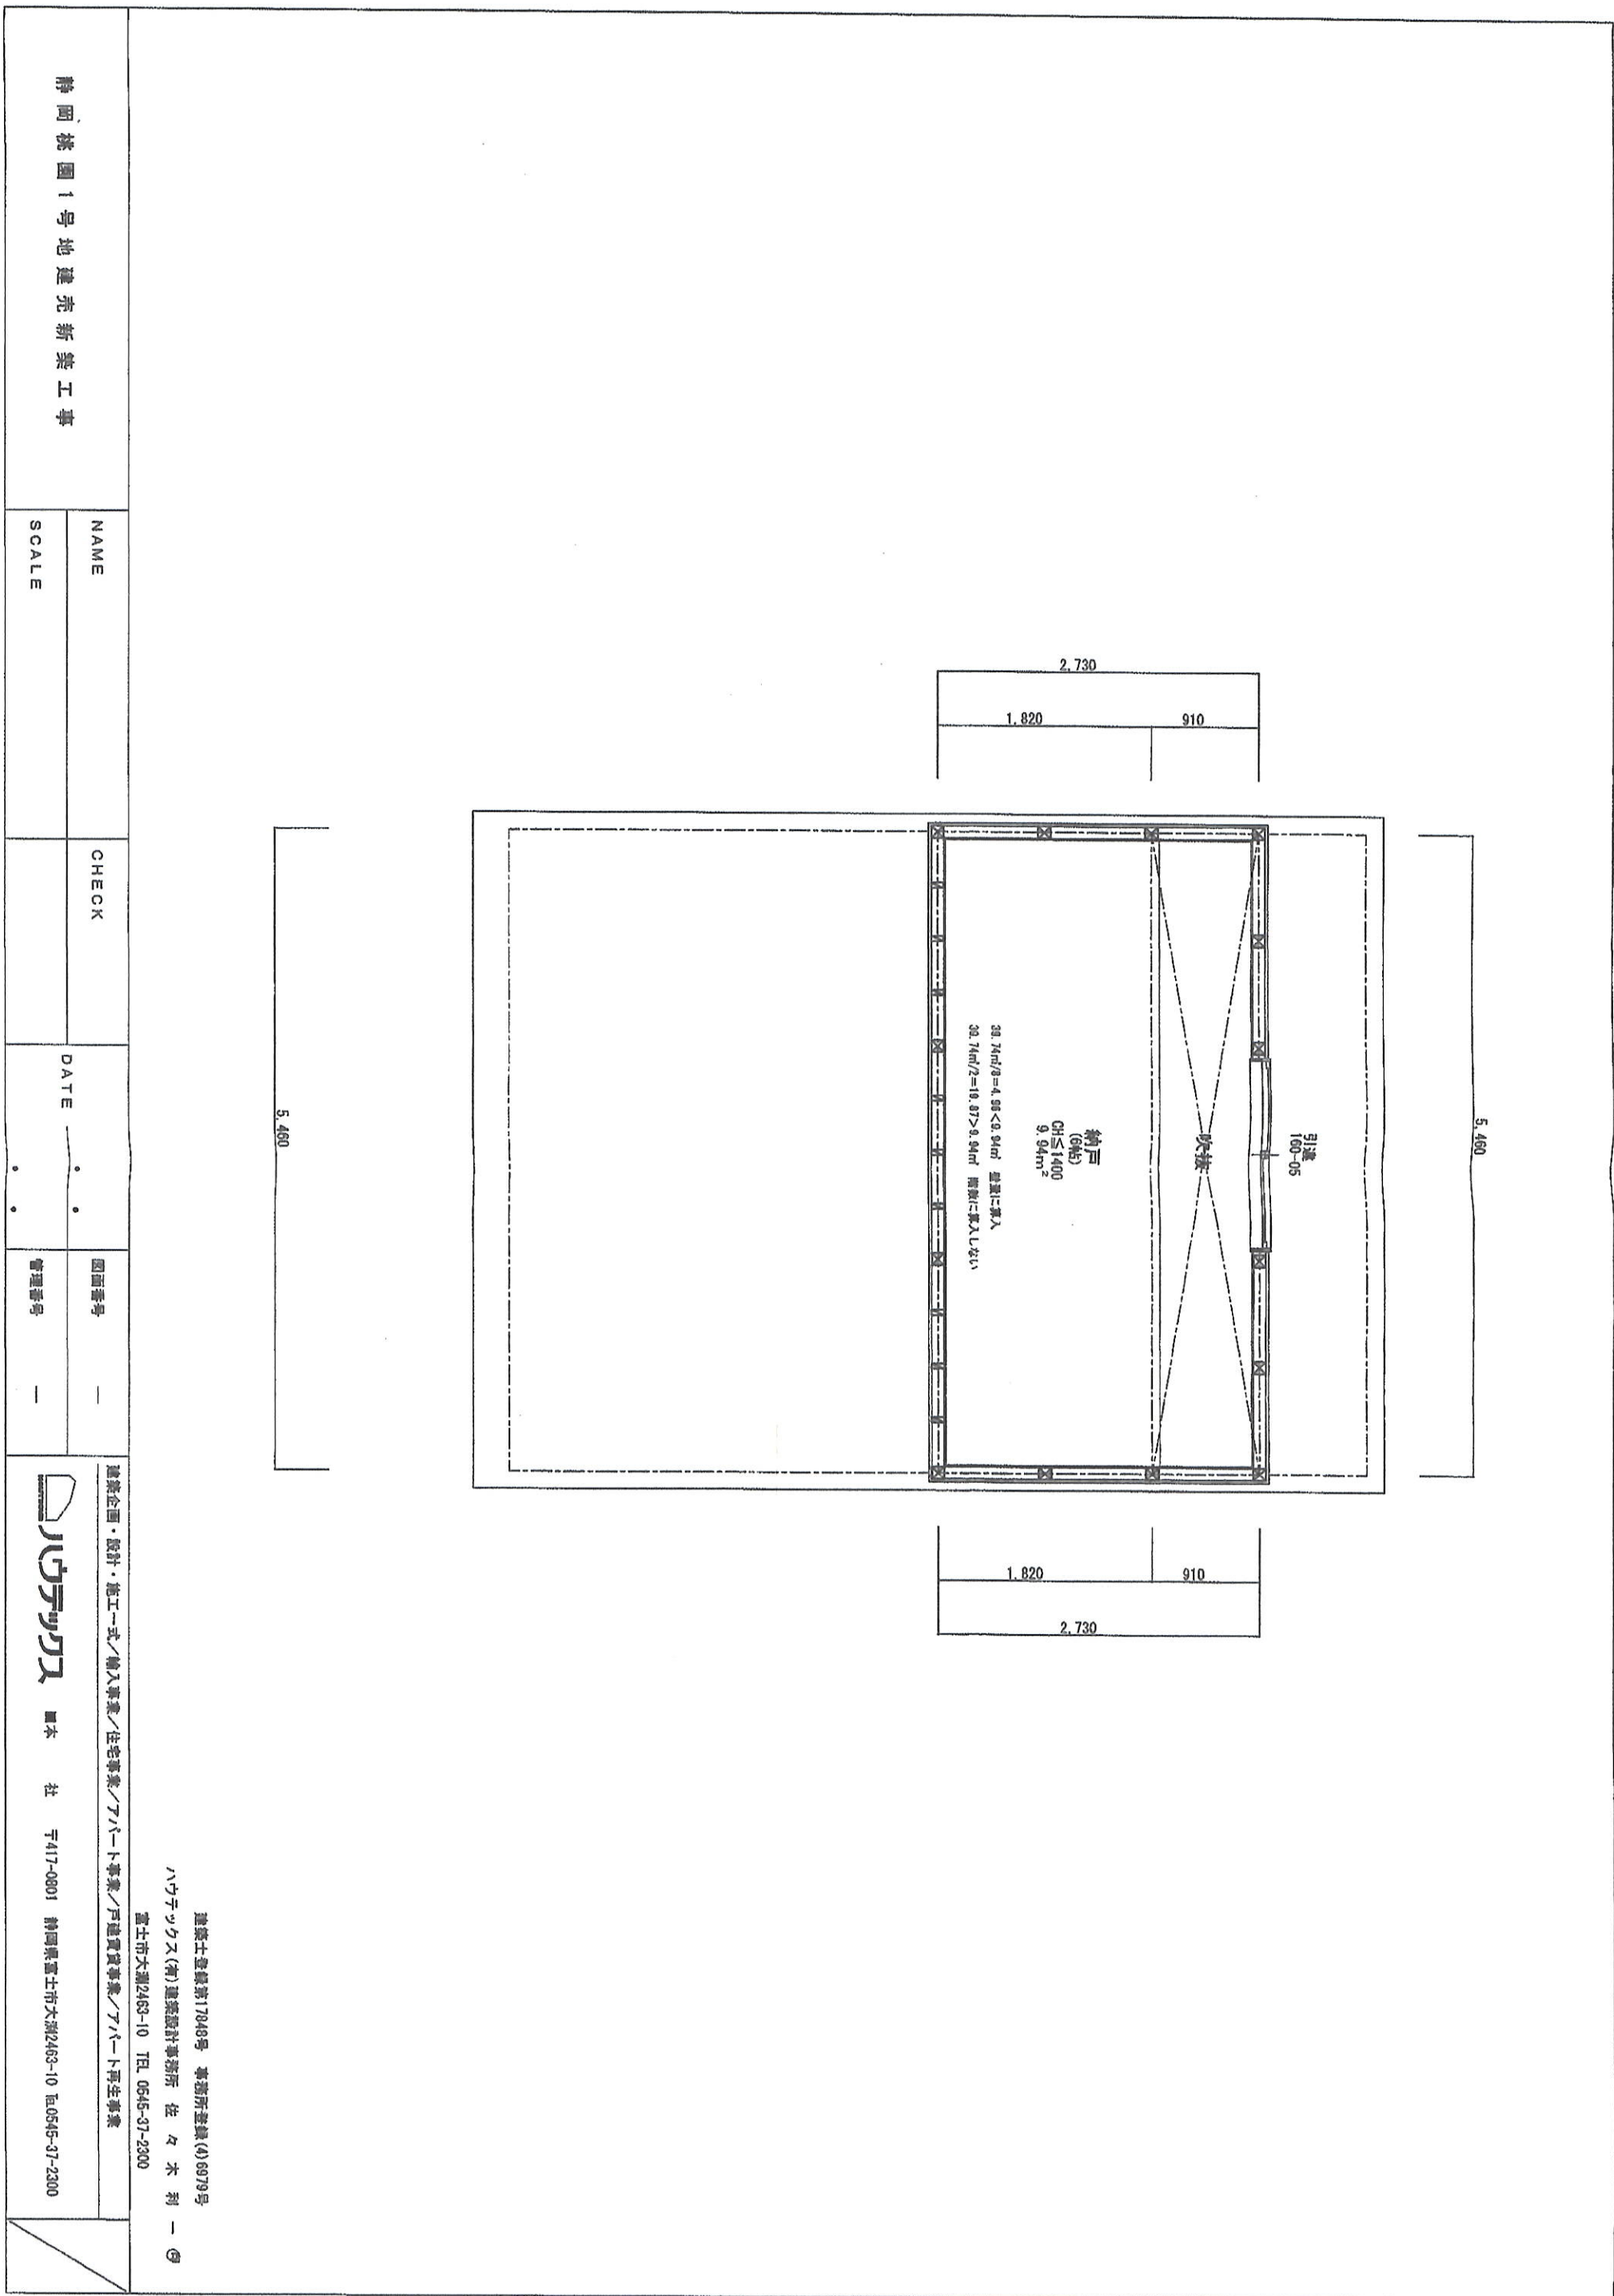 5,460
引違
160-05
吹抜
2,730
910
1,820
910
1,820
2,730
納戸
(6帖)
CH≦1400
9.94m²
39.74㎡/8=4.96<9.94㎡ 壁量に算入
39.74㎡/2=19.87>9.94㎡ 階数に算入しない
5,460
建築士登録第17848号 事務所登録(4)6979号
ハウテックス(有)建築設計事務所 佐々木利一 ㊞
富士市大淵2463-10 TEL 0545-37-2300
静岡桃園1号地建売新築工事
NAME
SCALE
CHECK
DATE
図面番号 —
管理番号 —
建築企画・設計・施工一式/輸入事業/住宅事業/アパート事業/戸建賃貸事業/アパート再生事業
ハウテックス
■本 社 〒417-0801 静岡県富士市大渕2463-10 ℡0545-37-2300